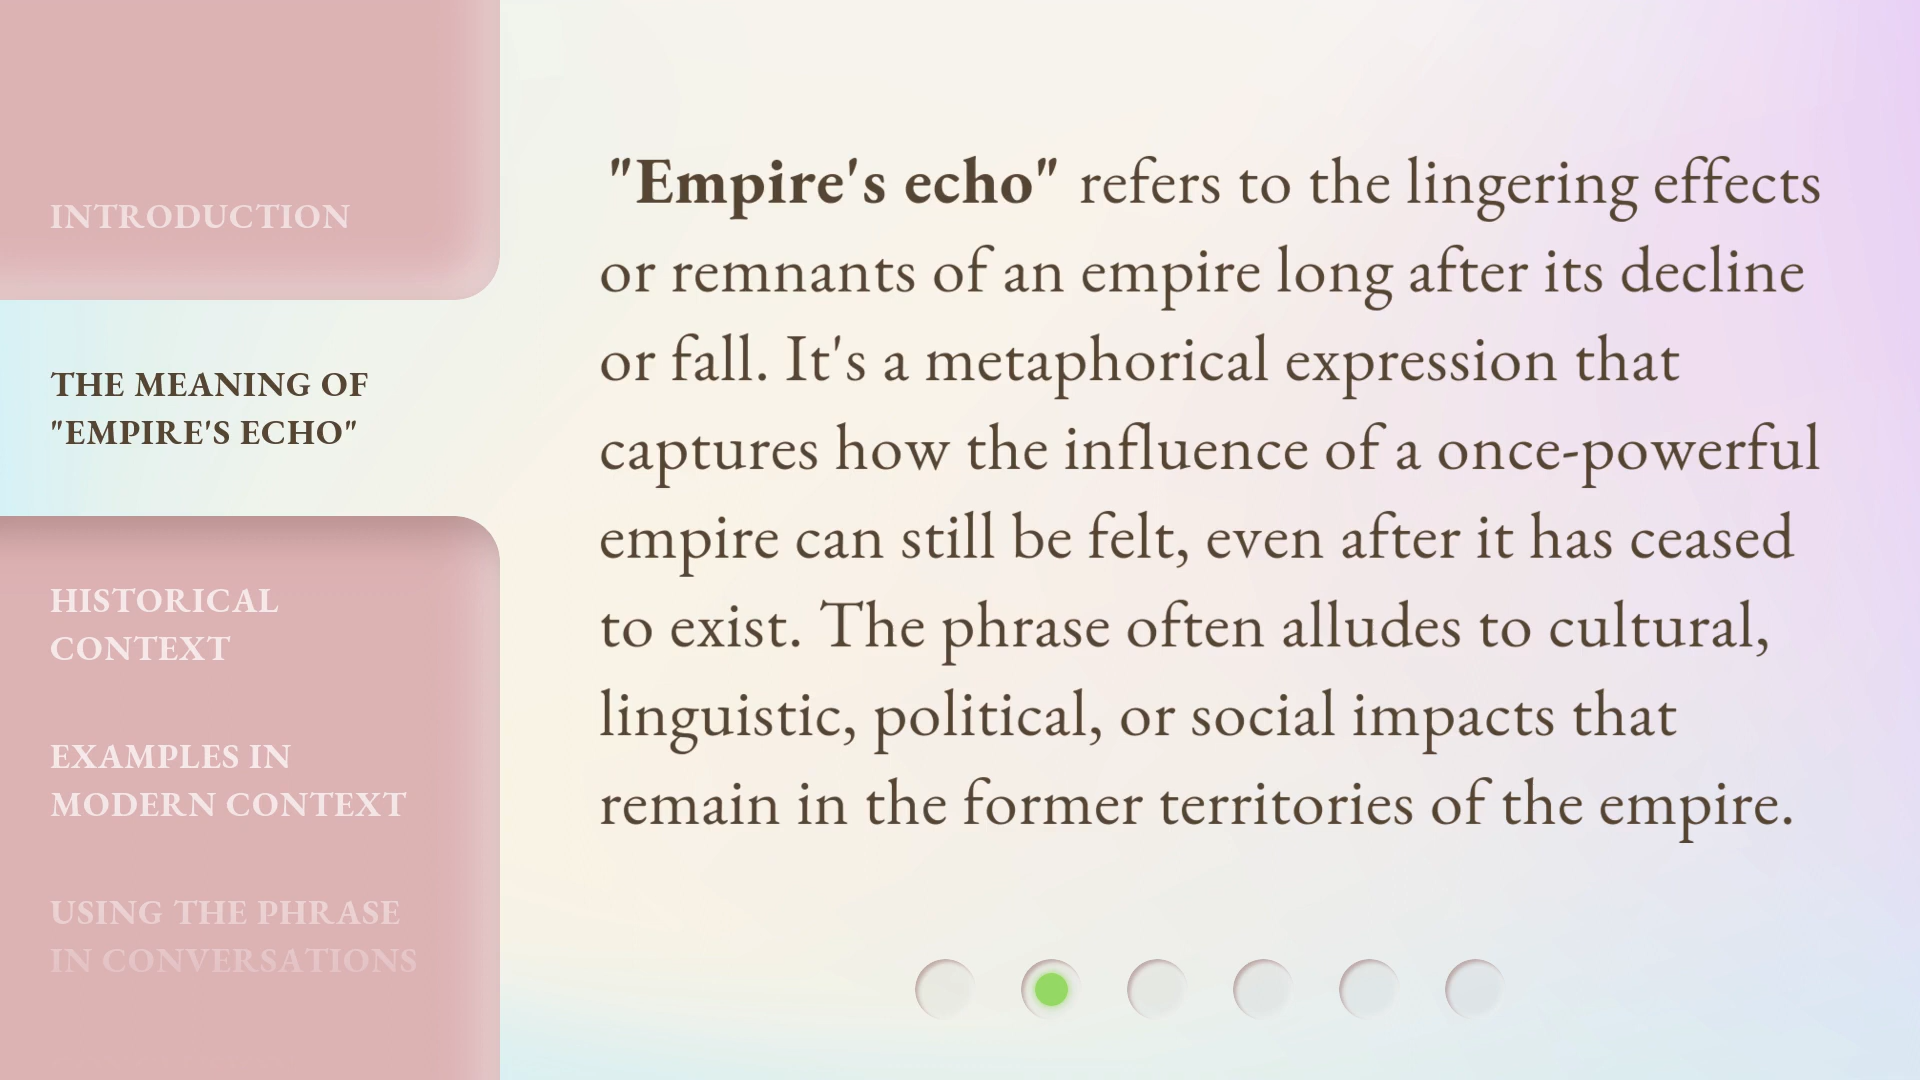 INTRODUCTION
THE MEANING OF
"EMPIRE'S ECHO"
HISTORICAL
CONTEXT
EXAMPLES IN
MODERN CONTEXT
USING THE PHRASE
IN CONVERSATIONS
"Empire's echo" refers to the lingering effects
or remnants of an empire long after its decline
or fall. It's a metaphorical expression that
captures how the influence of a once-powerful
empire can still be felt, even after it has ceased
to exist. The phrase often alludes to cultural,
linguistic, political, or social impacts that
remain in the former territories of the empire.